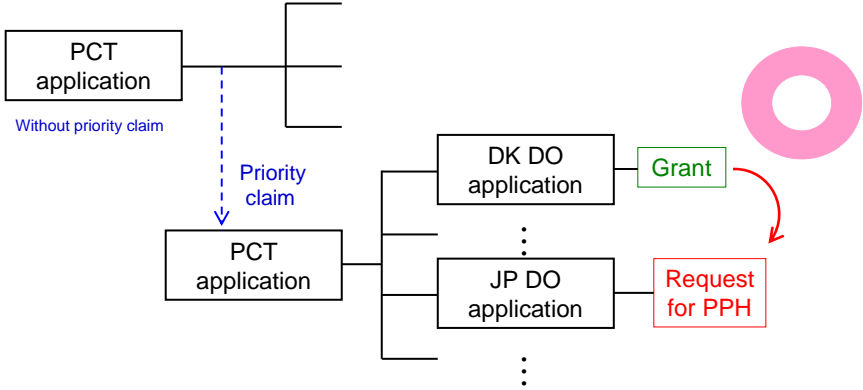 PCT
application
Without priority claim
Priority
claim
PCT
application
DK DO
application
Grant
JP DO
application
Request
for PPH